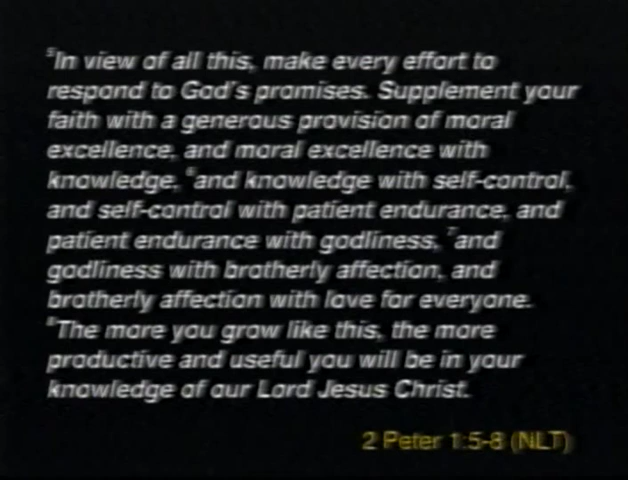 ⁵In view of all this, make every effort to
respond to God's promises. Supplement your
faith with a generous provision of moral
excellence, and moral excellence with
knowledge, ⁶and knowledge with self-control,
and self-control with patient endurance, and
patient endurance with godliness, ⁷and
godliness with brotherly affection, and
brotherly affection with love for everyone.
⁸The more you grow like this, the more
productive and useful you will be in your
knowledge of our Lord Jesus Christ.
2 Peter 1:5-8 (NLT)